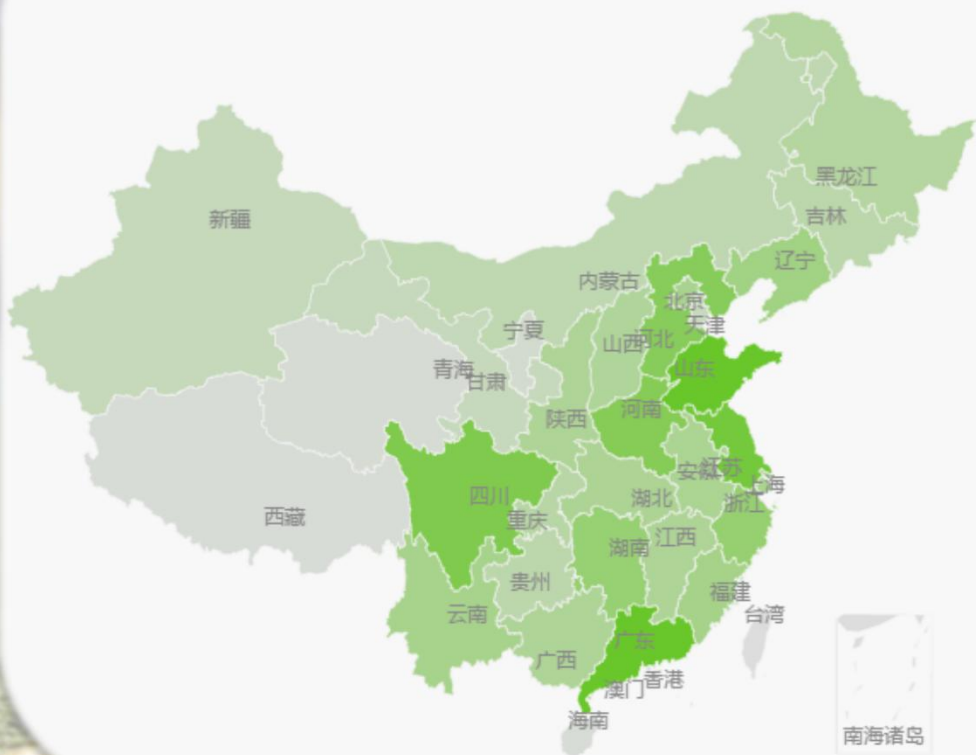 黑龙江
吉林
新疆
辽宁
内蒙古
北京
天津
宁夏
山西
河北
青海
甘肃
山东
陕西
河南
安徽
江苏
四川
上海
湖北
浙江
重庆
西藏
湖南
江西
贵州
福建
云南
台湾
广东
广西
香港
澳门
海南
南海诸岛